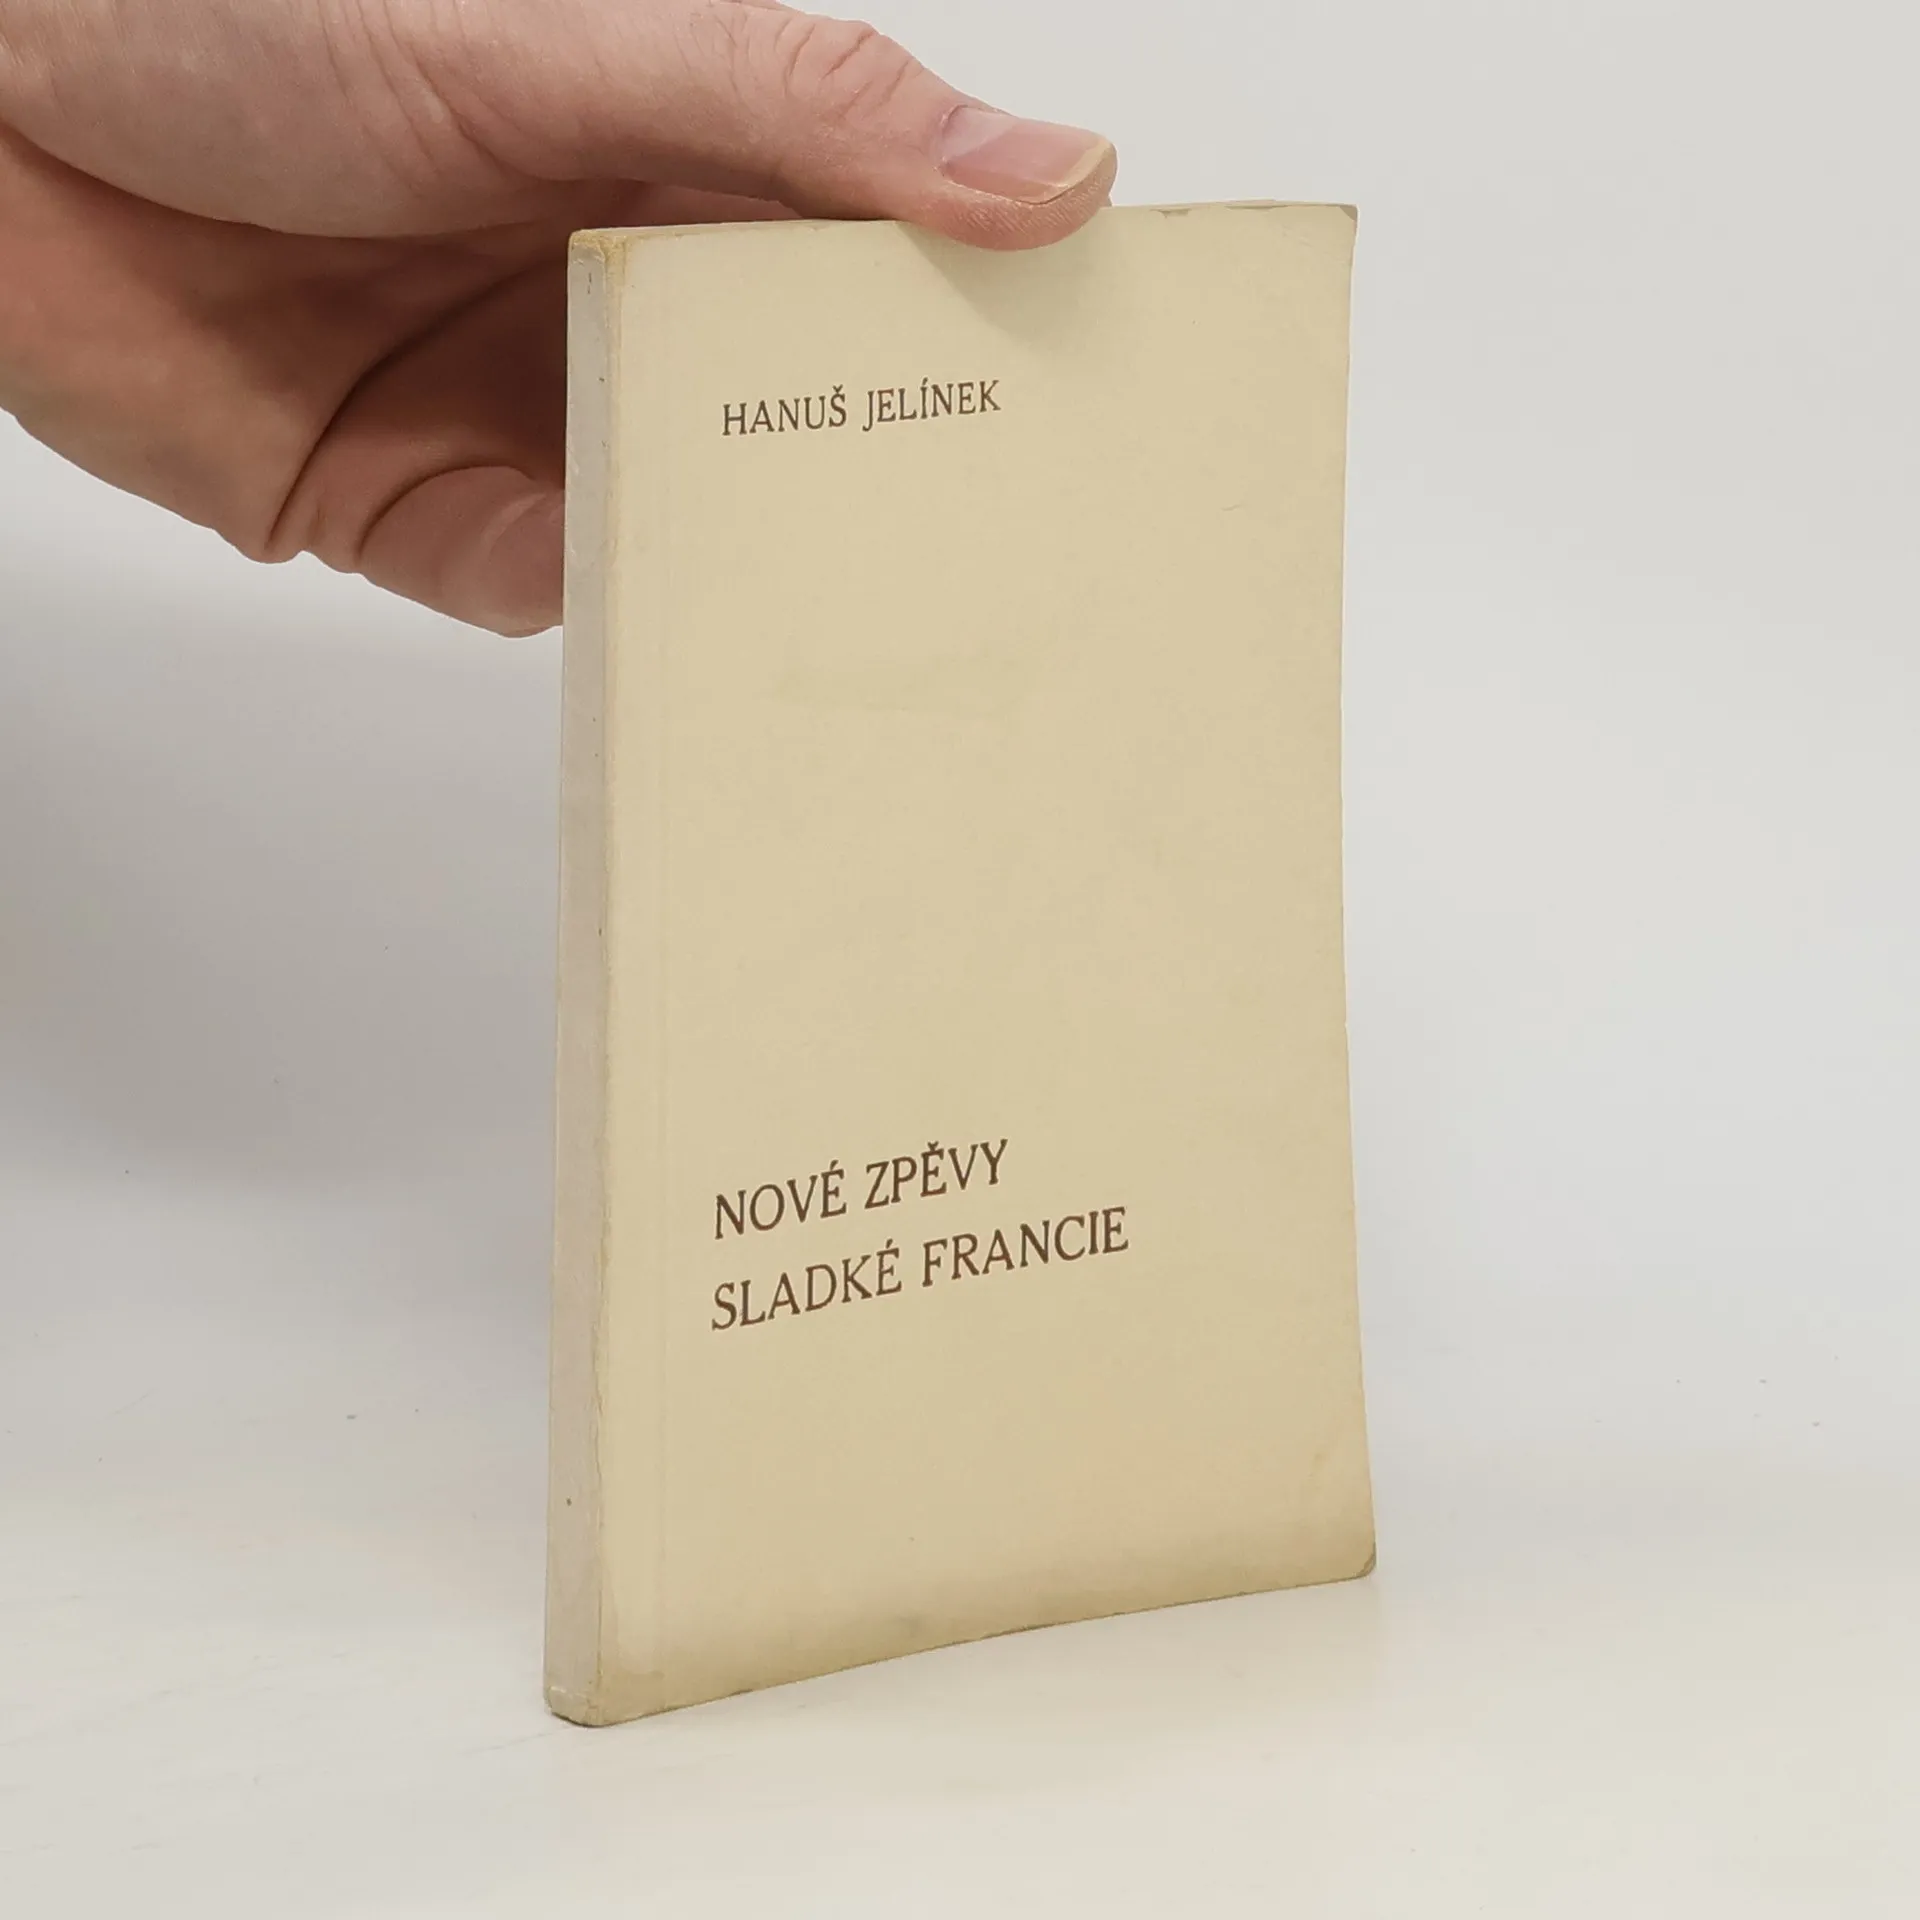 HANUŠ JELÍNEK
NOVÉ ZPĚVY
SLADKÉ FRANCIE